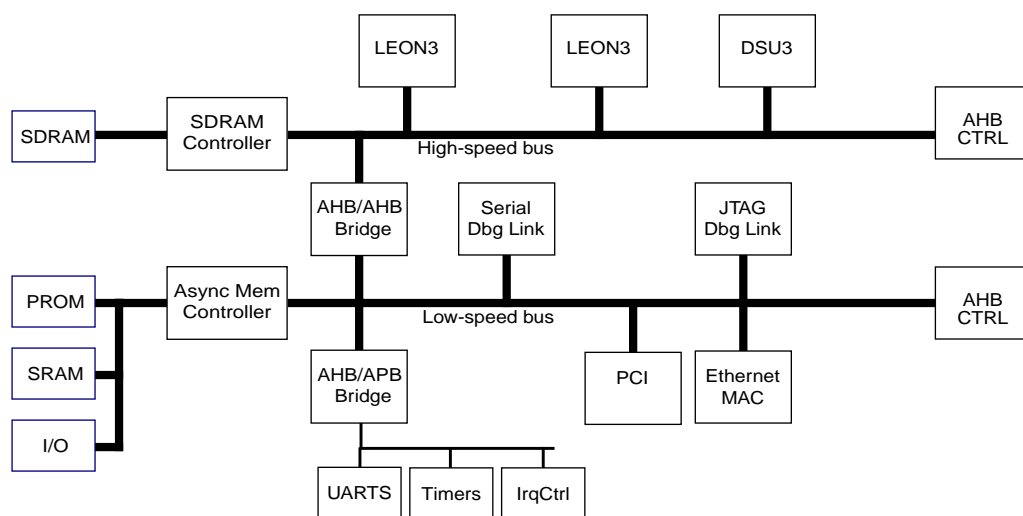 LEON3
LEON3
DSU3
SDRAM
SDRAM
Controller
AHB
CTRL
High-speed bus
AHB/AHB
Bridge
Serial
Dbg Link
JTAG
Dbg Link
PROM
Async Mem
Controller
AHB
CTRL
Low-speed bus
SRAM
AHB/APB
Bridge
PCI
Ethernet
MAC
I/O
UARTS
Timers
IrqCtrl